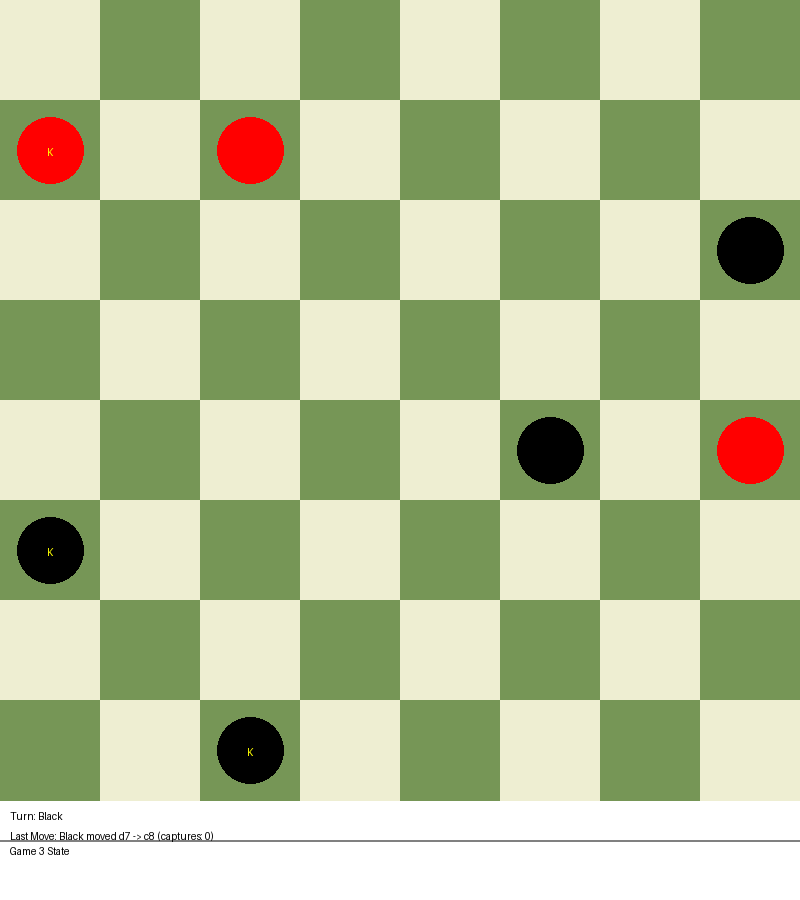 K
K
K
Turn: Black
Last Move: Black moved d7 -> c8 (captures: 0)
Game 3 State